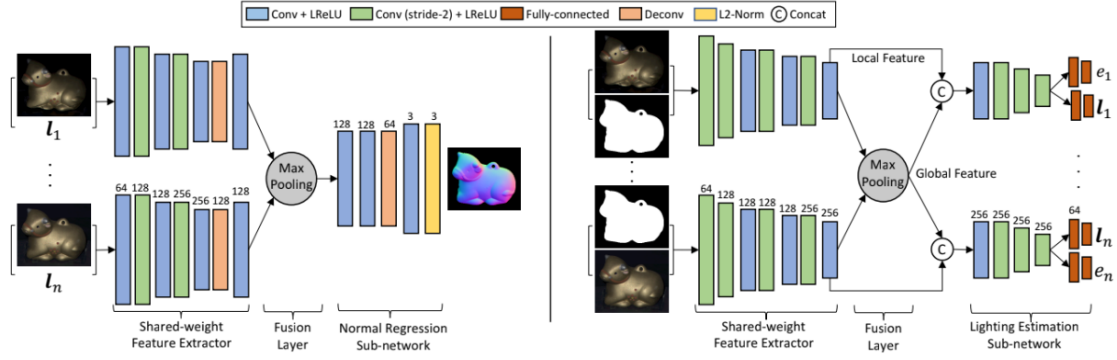 Conv + LReLU Conv (stride-2) + LReLU Fully-connected Deconv L2-Norm C Concat
l1
⋮
ln
64 128 128 256 256 128 128
Max
Pooling
128 128 64 3 3
Shared-weight
Feature Extractor
Fusion
Layer
Normal Regression
Sub-network
⋮
64 128 128 128 128 256 256
Local Feature
Max
Pooling
Global Feature
C
C
e1
l1
⋮
256 256 256 256 64
ln
en
Shared-weight
Feature Extractor
Fusion
Layer
Lighting Estimation
Sub-network